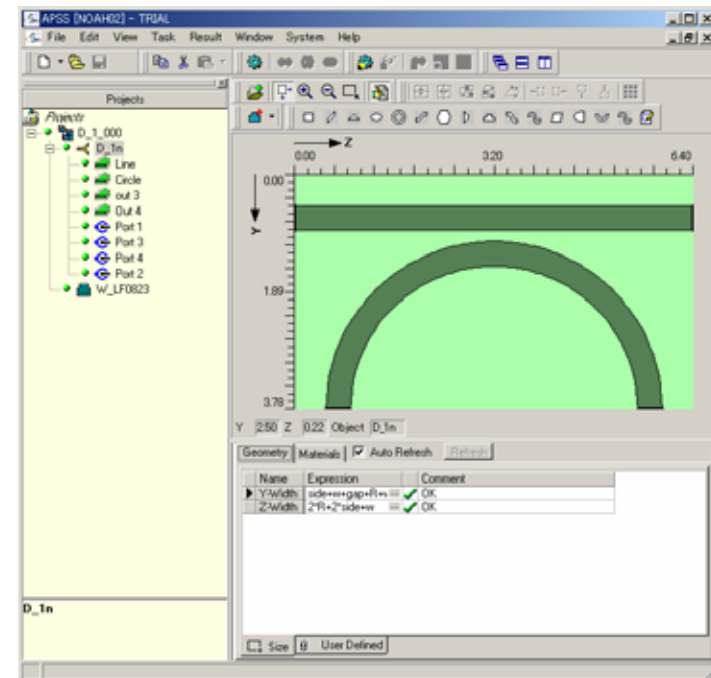 APSS [NOAH02] - TRIAL
File Edit View Task Result Window System Help
Projects
Projects
D_1_000
D_1n
Line
Circle
out 3
Out 4
Port 1
Port 3
Port 4
Port 2
W_LF0823
Z
0.00 3.20 6.40
0.00
Y
1.89
3.78
Y 2.50 Z 0.22 Object D_1n
Geometry Materials Auto Refresh Refresh
Name Expression Comment
Y-Width side+w+gap+R+ OK
Z-Width 2*R+2*side+w OK
D_1n
Size User Defined